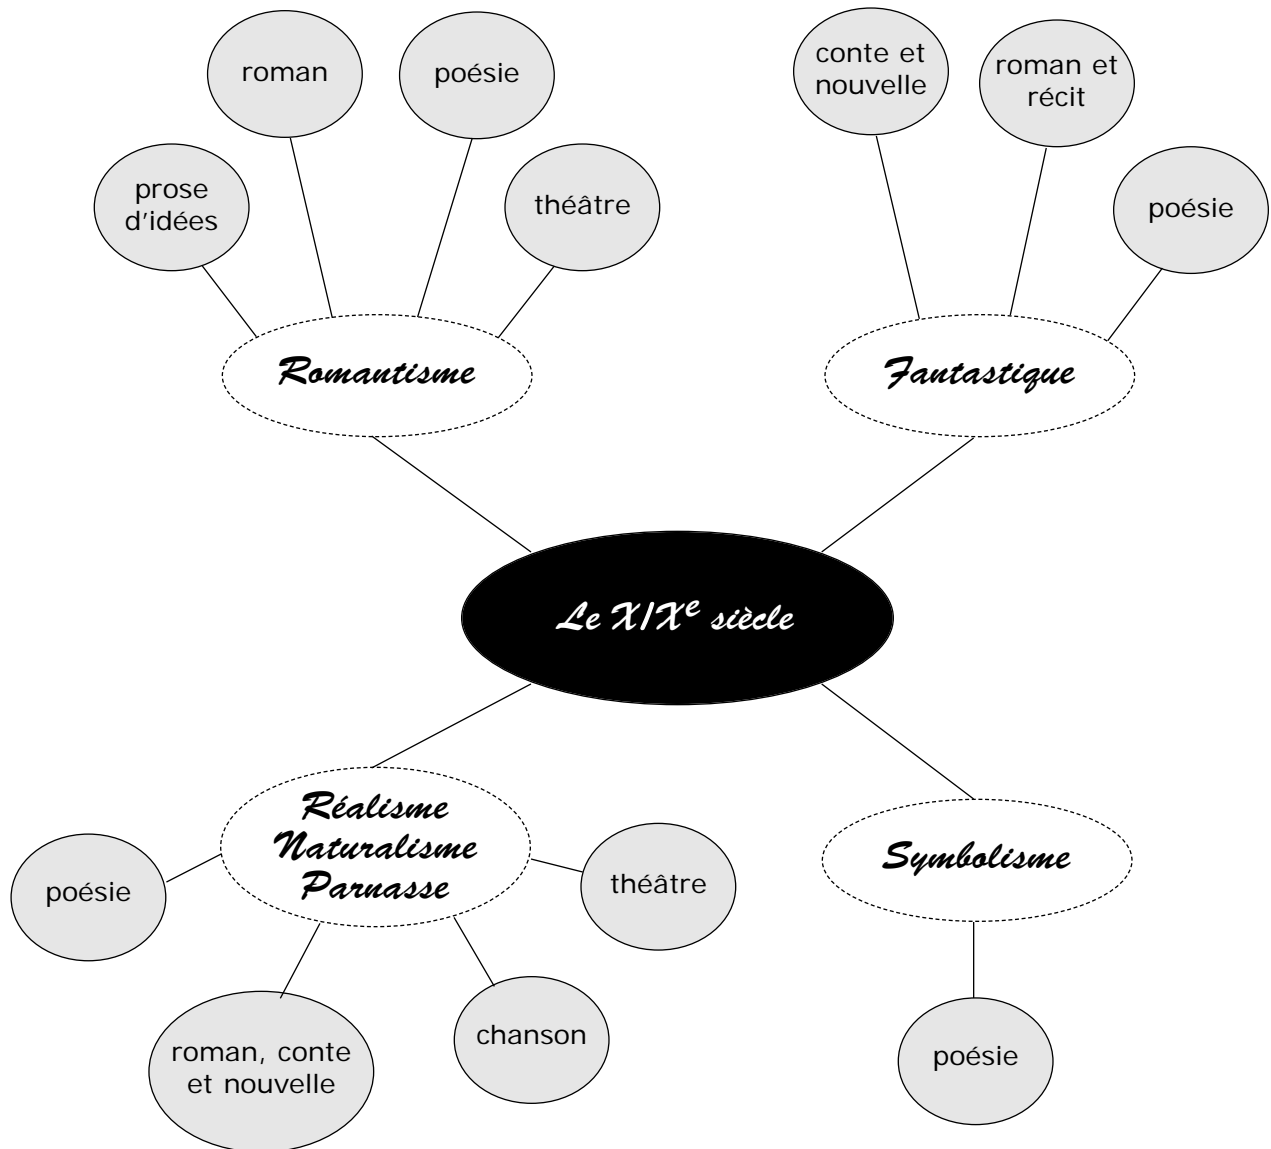 roman
poésie
prose
d'idées
théâtre
Romantisme
conte et
nouvelle
roman et
récit
poésie
Fantastique
Le XIXe siècle
Réalisme
Naturalisme
Parnasse
poésie
théâtre
roman, conte
et nouvelle
chanson
Symbolisme
poésie